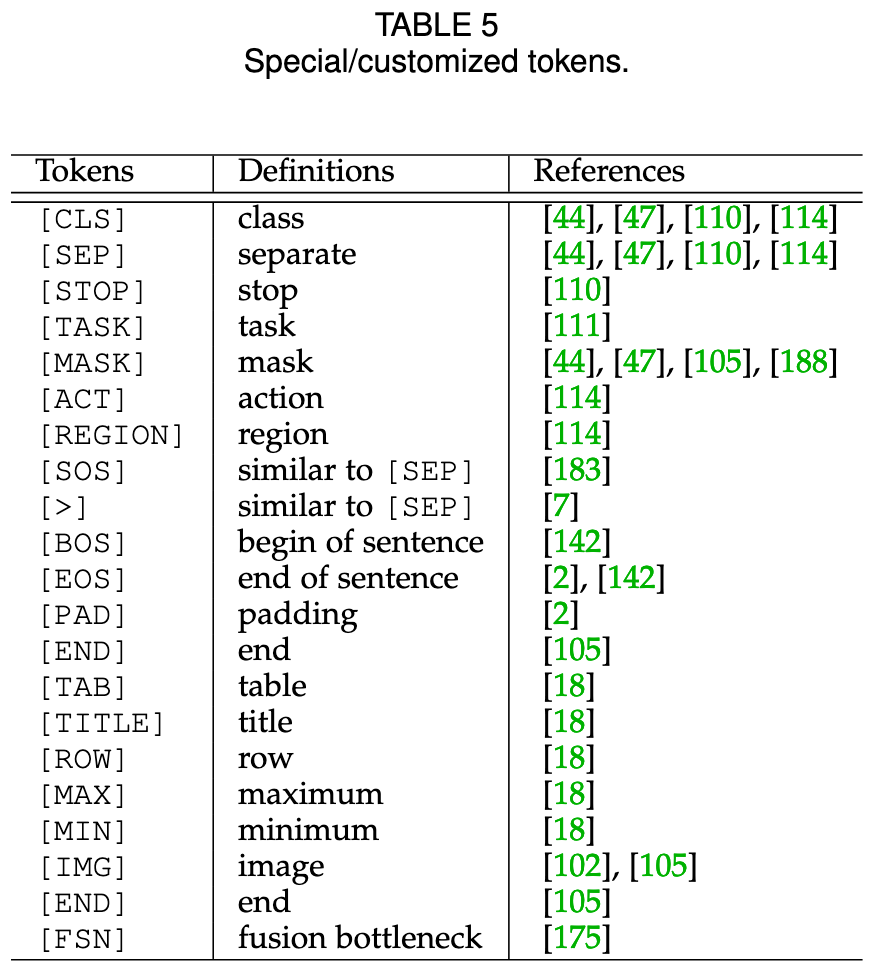 TABLE 5
Special/customized tokens.
Tokens Definitions References
[CLS] class [44], [47], [110], [114]
[SEP] separate [44], [47], [110], [114]
[STOP] stop [110]
[TASK] task [111]
[MASK] mask [44], [47], [105], [188]
[ACT] action [114]
[REGION] region [114]
[SOS] similar to [SEP] [183]
[>] similar to [SEP] [7]
[BOS] begin of sentence [142]
[EOS] end of sentence [2], [142]
[PAD] padding [2]
[END] end [105]
[TAB] table [18]
[TITLE] title [18]
[ROW] row [18]
[MAX] maximum [18]
[MIN] minimum [18]
[IMG] image [102], [105]
[END] end [105]
[FSN] fusion bottleneck [175]